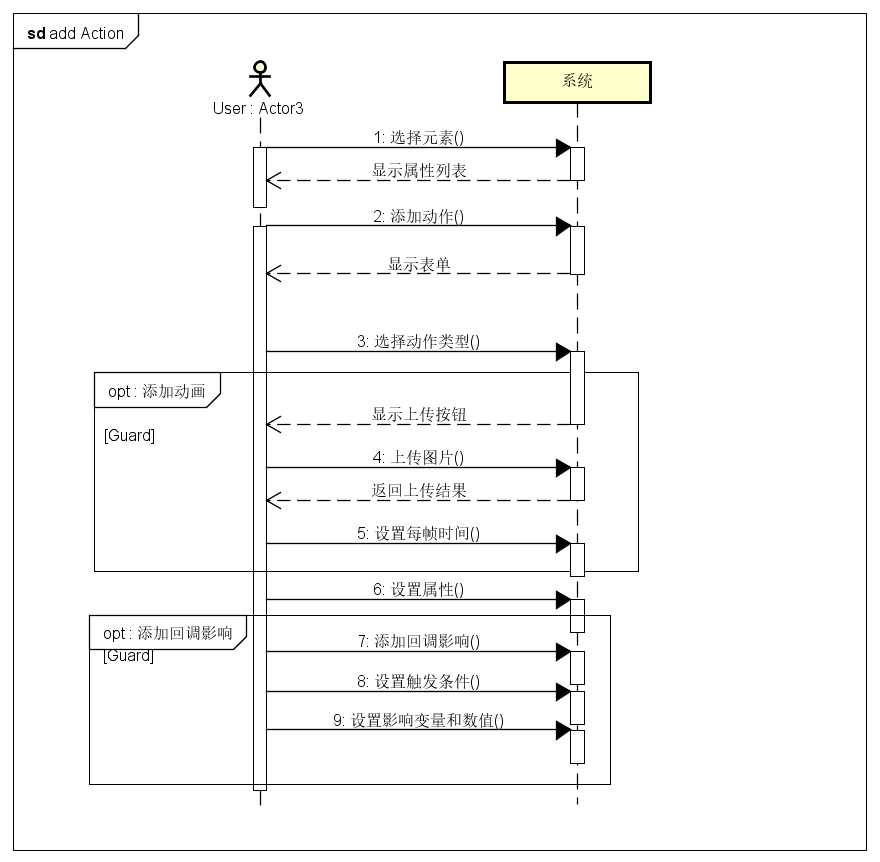 sd add Action
User : Actor3
系统
1: 选择元素()
显示属性列表
2: 添加动作()
显示表单
3: 选择动作类型()
opt : 添加动画
显示上传按钮
[Guard]
4: 上传图片()
返回上传结果
5: 设置每帧时间()
6: 设置属性()
opt : 添加回调影响
7: 添加回调影响()
[Guard]
8: 设置触发条件()
9: 设置影响变量和数值()